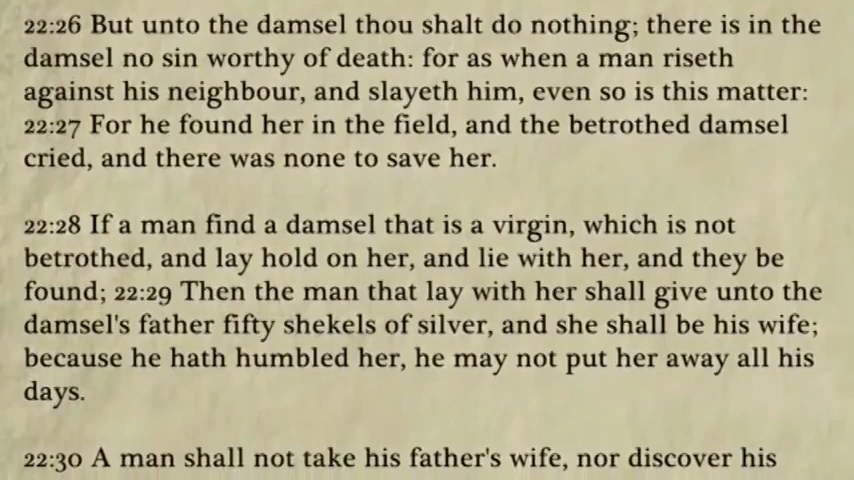 22:26 But unto the damsel thou shalt do nothing; there is in the
damsel no sin worthy of death: for as when a man riseth
against his neighbour, and slayeth him, even so is this matter:
22:27 For he found her in the field, and the betrothed damsel
cried, and there was none to save her.
22:28 If a man find a damsel that is a virgin, which is not
betrothed, and lay hold on her, and lie with her, and they be
found; 22:29 Then the man that lay with her shall give unto the
damsel's father fifty shekels of silver, and she shall be his wife;
because he hath humbled her, he may not put her away all his
days.
22:30 A man shall not take his father's wife, nor discover his